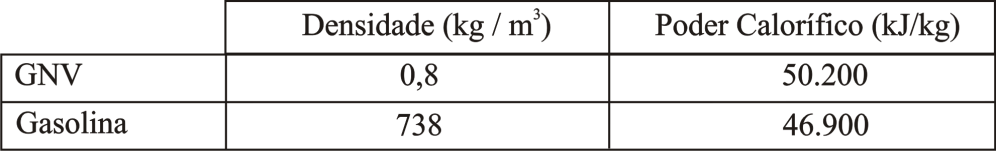 Densidade (kg / m³) Poder Calorífico (kJ/kg)
GNV 0,8 50.200
Gasolina 738 46.900